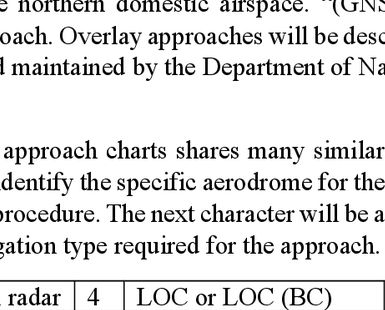 northern domestic airspace. "(GNS
oach. Overlay approaches will be desc
d maintained by the Department of Na
approach charts shares many similar
dentify the specific aerodrome for the
procedure. The next character will be a
gation type required for the approach.
radar 4 LOC or LOC (BC)